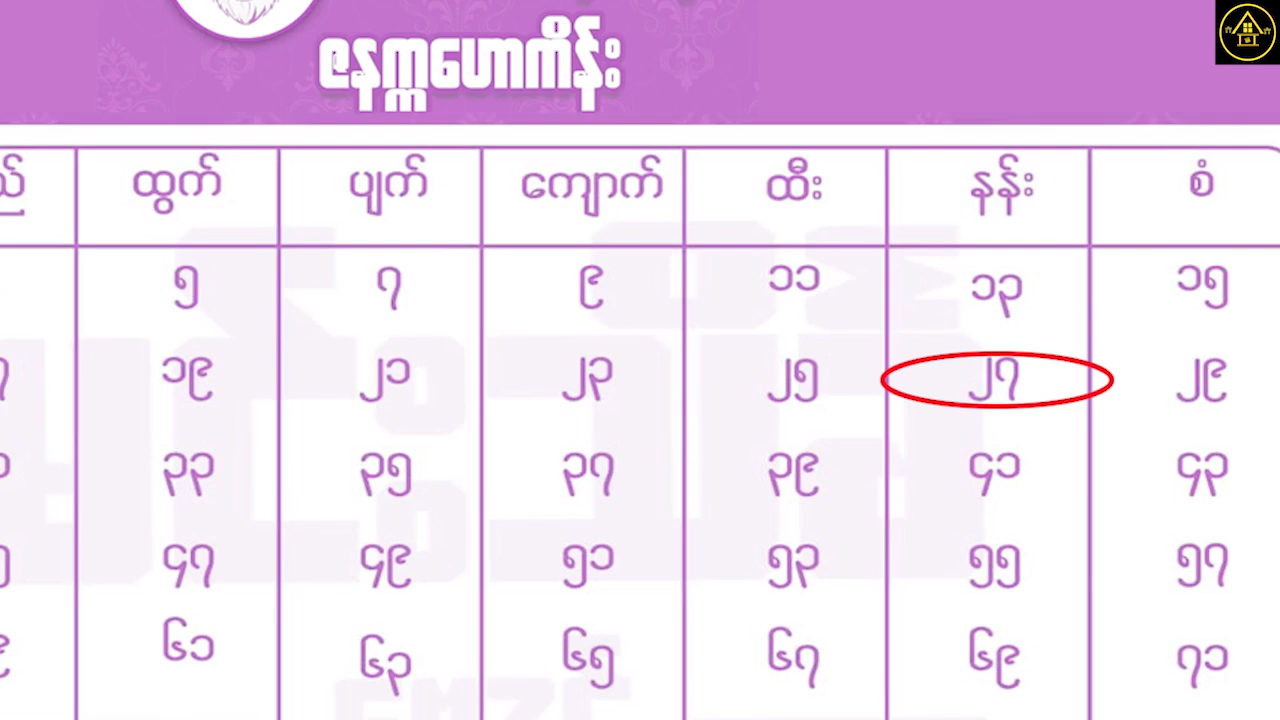 ဇနက္ကဟောကိန်း
ထွက် ပျက် ကျောက် ထီး နန်း စံ
၅ ၇ ၉ ၁၁ ၁၃ ၁၅
၁၉ ၂၁ ၂၃ ၂၅ ၂၇ ၂၉
၃၃ ၃၅ ၃၇ ၃၉ ၄၁ ၄၃
၄၇ ၄၉ ၅၁ ၅၃ ၅၅ ၅၇
၆၁ ၆၃ ၆၅ ၆၇ ၆၉ ၇၁